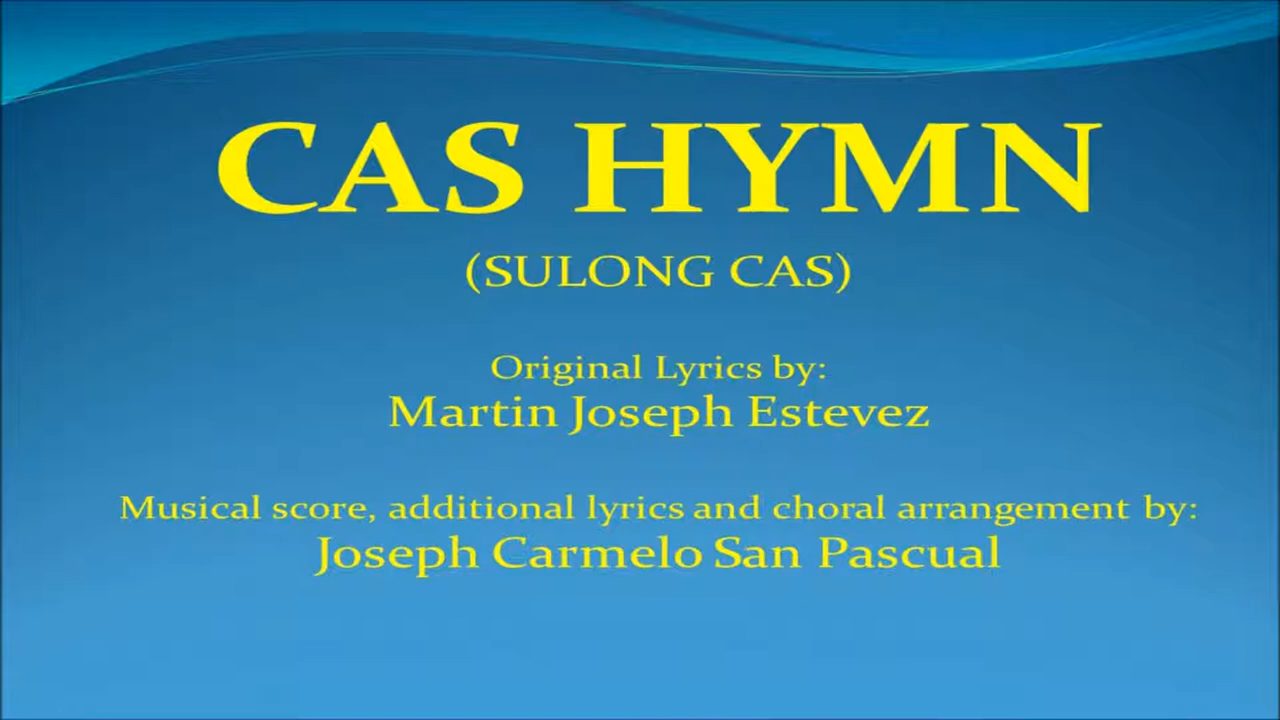 CAS HYMN
(SULONG CAS)
Original Lyrics by:
Martin Joseph Estevez
Musical score, additional lyrics and choral arrangement by:
Joseph Carmelo San Pascual